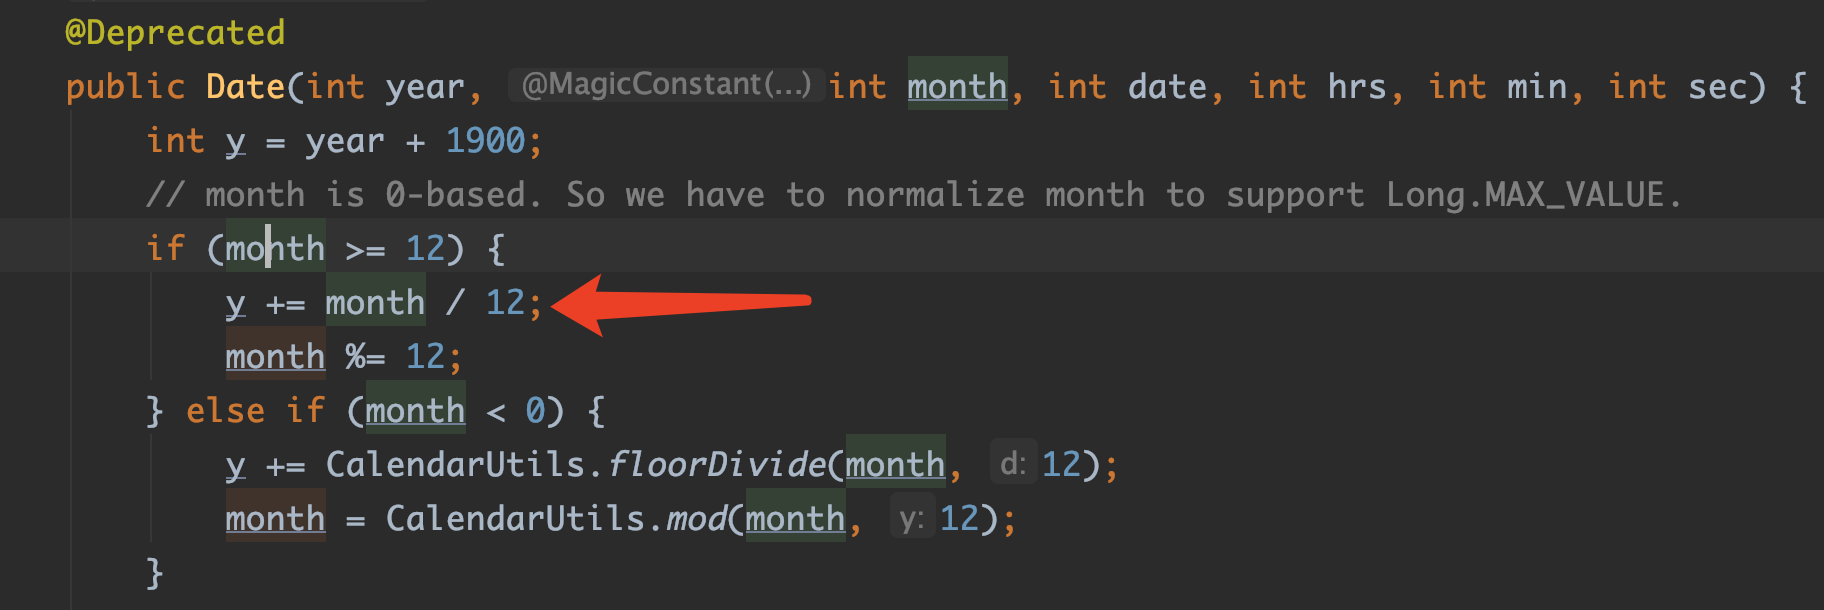 @Deprecated
public Date(int year, @MagicConstant(...) int month, int date, int hrs, int min, int sec) {
int y = year + 1900;
// month is 0-based. So we have to normalize month to support Long.MAX_VALUE.
if (month >= 12) {
y += month / 12;
month %= 12;
} else if (month < 0) {
y += CalendarUtils.floorDivide(month, d: 12);
month = CalendarUtils.mod(month, y: 12);
}